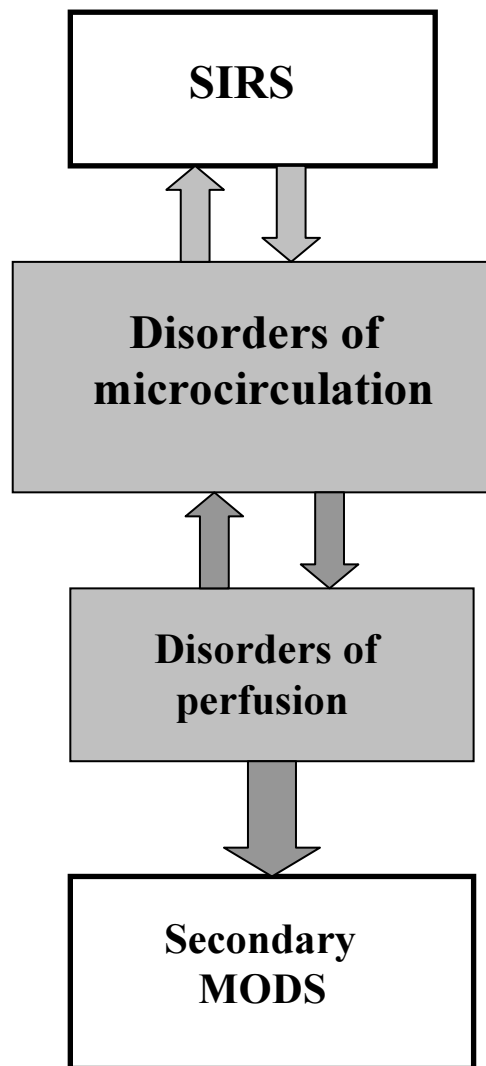 SIRS
Disorders of
microcirculation
Disorders of
perfusion
Secondary
MODS